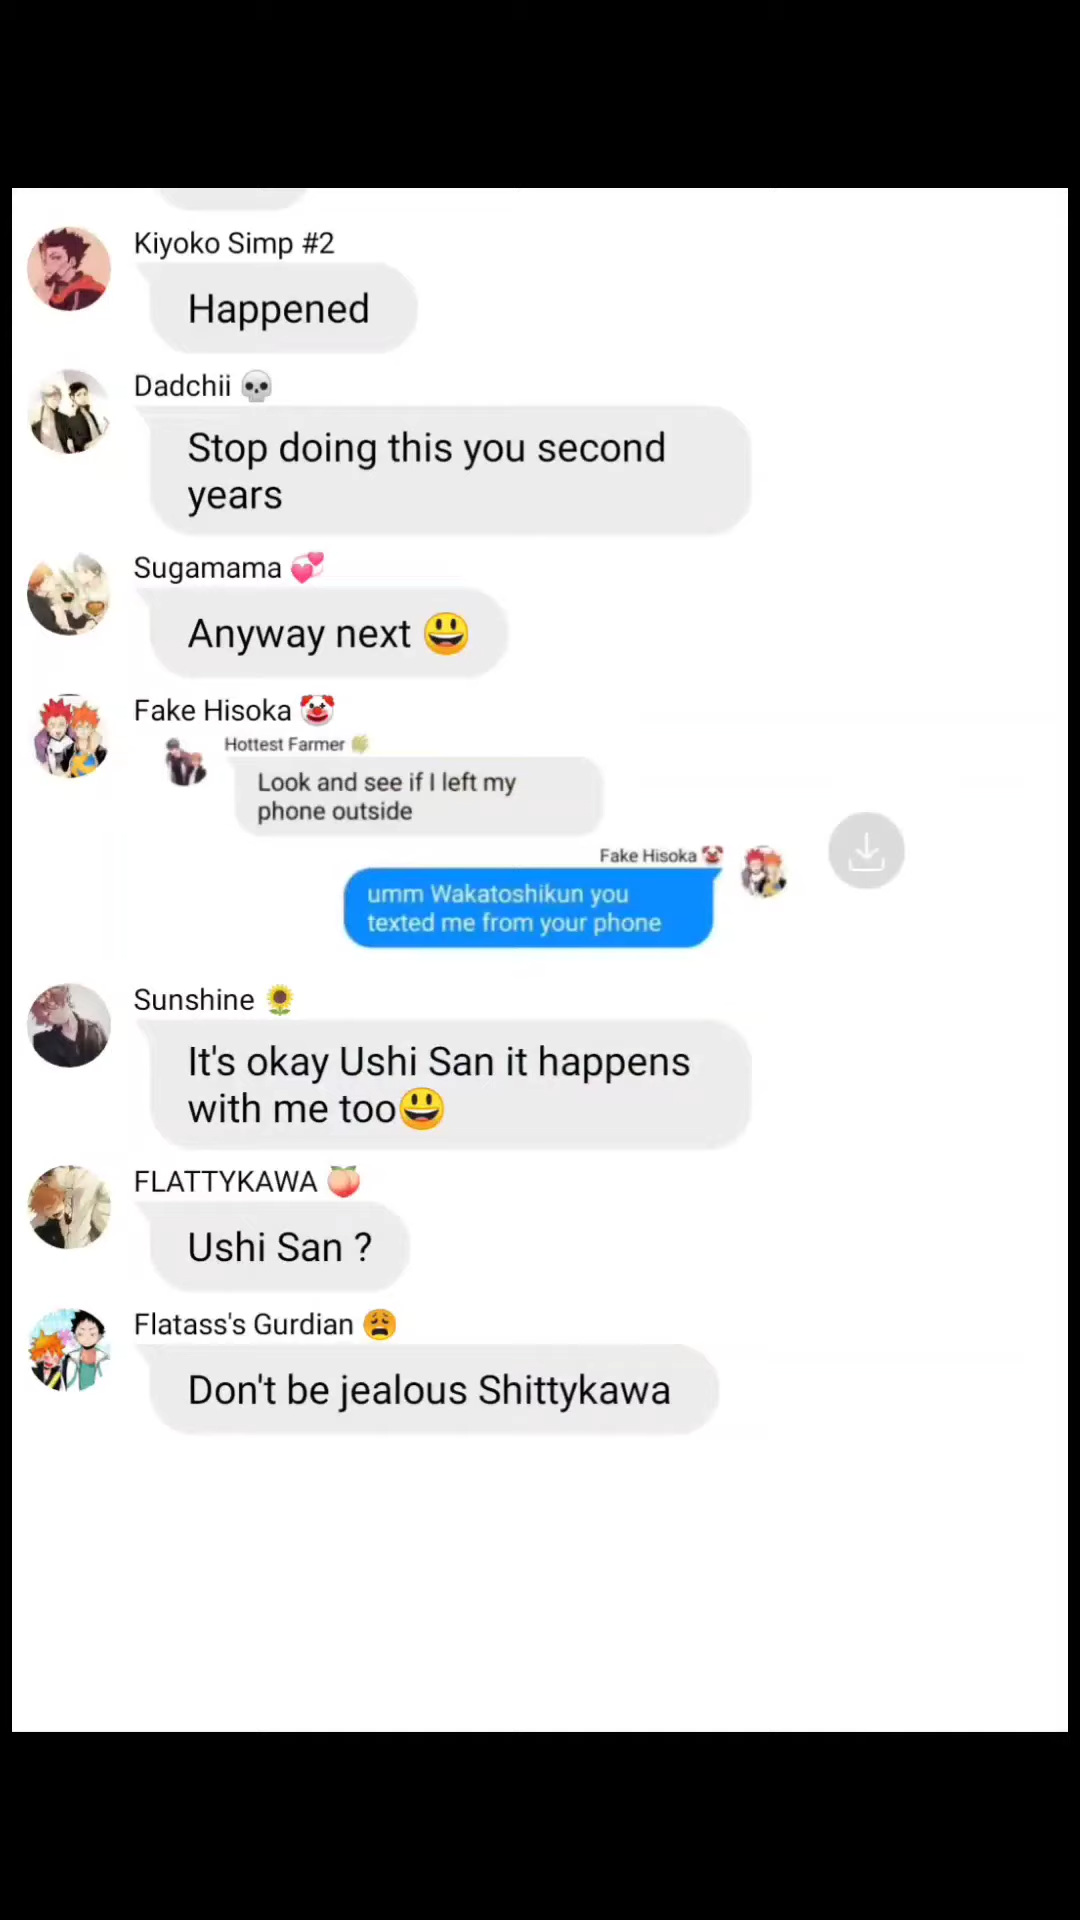 Kiyoko Simp #2
Happened
Dadchii 💀
Stop doing this you second
years
Sugamama 💞
Anyway next 😃
Fake Hisoka 🤡
Hottest Farmer
Look and see if I left my
phone outside
Fake Hisoka 🤡
umm Wakatoshikun you
texted me from your phone
Sunshine 🌻
It's okay Ushi San it happens
with me too😃
FLATTYKAWA 🍑
Ushi San ?
Flatass's Gurdian 😩
Don't be jealous Shittykawa